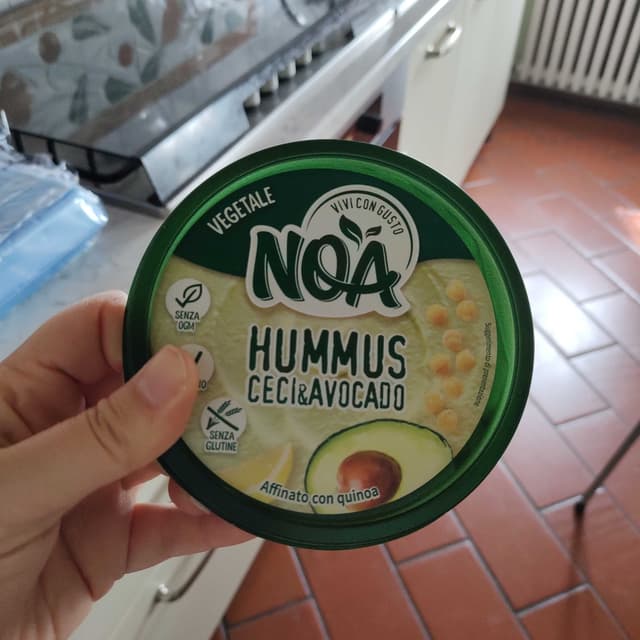 VEGETALE
VIVI CON GUSTO
NOA
SENZA
OGM
HUMMUS
CECI&AVOCADO
SENZA
GLUTINE
Affinato con quinoa